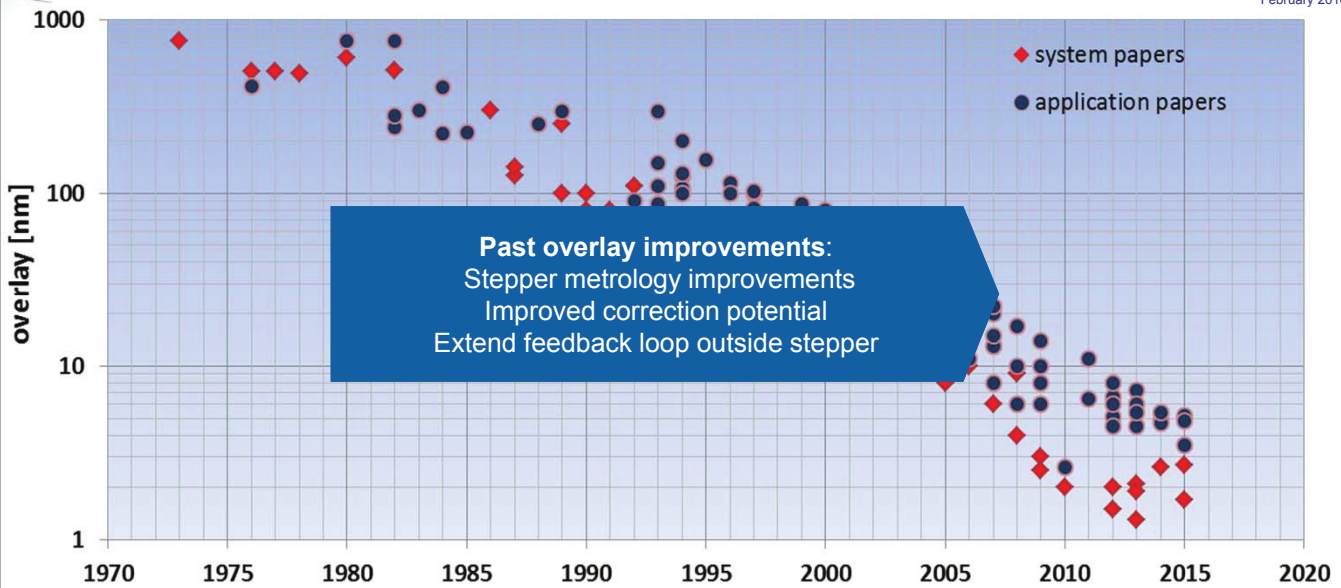 1000
system papers
application papers
100
overlay [nm]
Past overlay improvements:
Stepper metrology improvements
Improved correction potential
Extend feedback loop outside stepper
10
1
1970 1975 1980 1985 1990 1995 2000 2005 2010 2015 2020